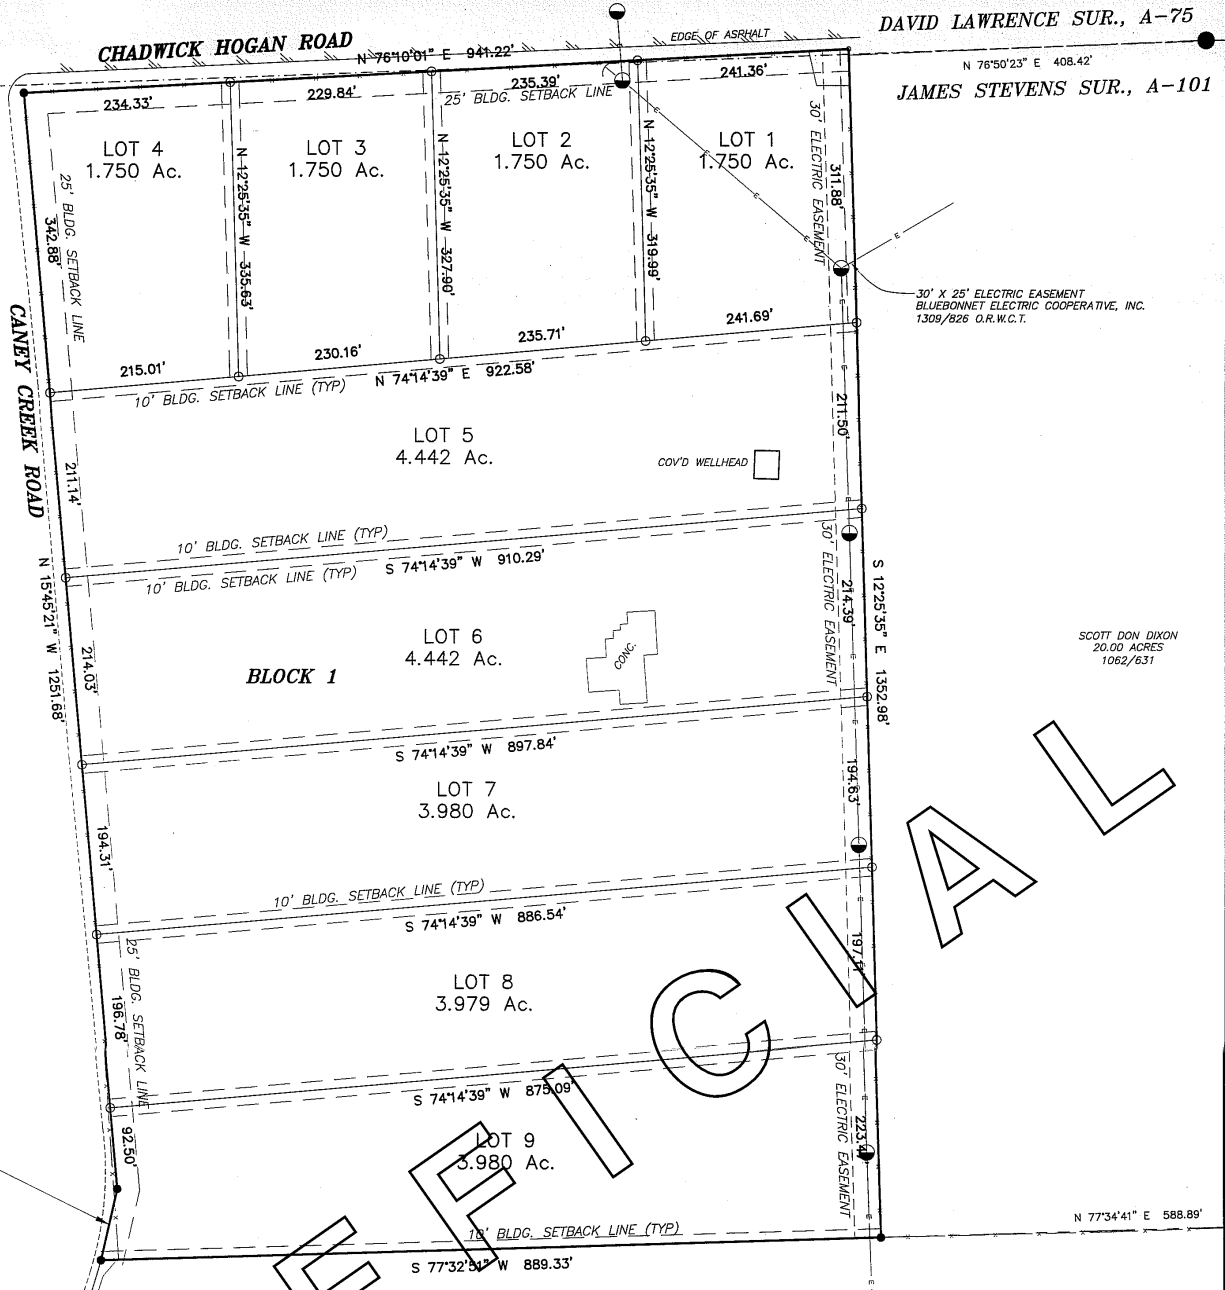 DAVID LAWRENCE SUR., A-75
CHADWICK HOGAN ROAD
EDGE OF ASPHALT
N 76°10'01" E 941.22'
N 76°50'23" E 408.42'
JAMES STEVENS SUR., A-101
234.33'
229.84'
235.39'
241.36'
25' BLDG. SETBACK LINE
LOT 4
1.750 Ac.
LOT 3
1.750 Ac.
LOT 2
1.750 Ac.
LOT 1
1.750 Ac.
25' BLDG. SETBACK LINE
342.88'
N 12°25'35" W 335.63'
N 12°25'35" W 327.90'
N 12°25'35" W 319.99'
30' ELECTRIC EASEMENT
311.88'
30' X 25' ELECTRIC EASEMENT
BLUEBONNET ELECTRIC COOPERATIVE, INC.
1309/826 O.R.W.C.T.
215.01'
230.16'
235.71'
241.69'
N 74°14'39" E 922.58'
10' BLDG. SETBACK LINE (TYP)
CANEY CREEK ROAD
LOT 5
4.442 Ac.
COV'D WELLHEAD
211.50'
211.14'
10' BLDG. SETBACK LINE (TYP)
S 74°14'39" W 910.29'
10' BLDG. SETBACK LINE (TYP)
N 15°45'21" W 1251.68'
LOT 6
4.442 Ac.
BLOCK 1
CONC.
214.03'
30' ELECTRIC EASEMENT
214.39'
S 12°25'35" E 1352.98'
SCOTT DON DIXON
20.00 ACRES
1062/631
S 74°14'39" W 897.84'
LOT 7
3.980 Ac.
194.31'
194.63'
10' BLDG. SETBACK LINE (TYP)
S 74°14'39" W 886.54'
LOT 8
3.979 Ac.
196.78'
25' BLDG. SETBACK LINE
S 74°14'39" W 875.09'
LOT 9
3.980 Ac.
92.50'
30' ELECTRIC EASEMENT
10' BLDG. SETBACK LINE (TYP)
S 77°32'51" W 889.33'
N 77°34'41" E 588.89'
FFICIAL